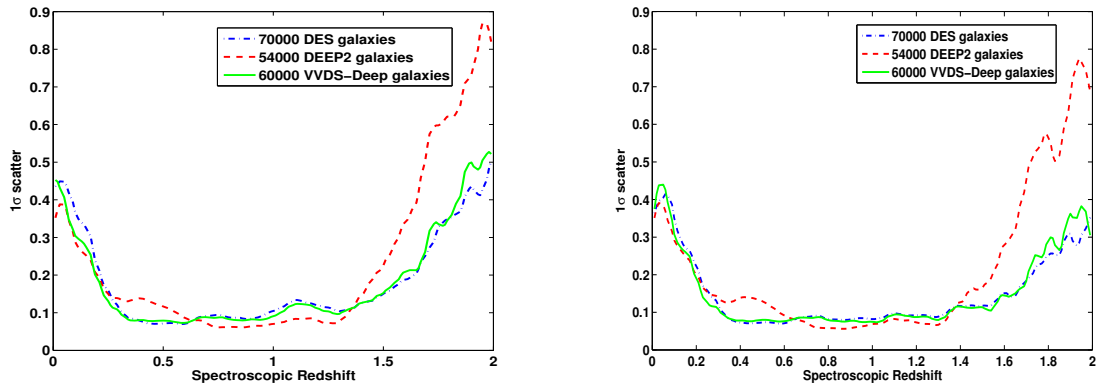 0.9
0.8
0.7
0.6
0.5
0.4
0.3
0.2
0.1
0
1σ scatter
70000 DES galaxies
54000 DEEP2 galaxies
60000 VVDS−Deep galaxies
0 0.5 1 1.5 2
Spectroscopic Redshift
0.9
0.8
0.7
0.6
0.5
0.4
0.3
0.2
0.1
0
1σ scatter
70000 DES galaxies
54000 DEEP2 galaxies
60000 VVDS−Deep galaxies
0 0.2 0.4 0.6 0.8 1 1.2 1.4 1.6 1.8 2
Spectroscopic Redshift